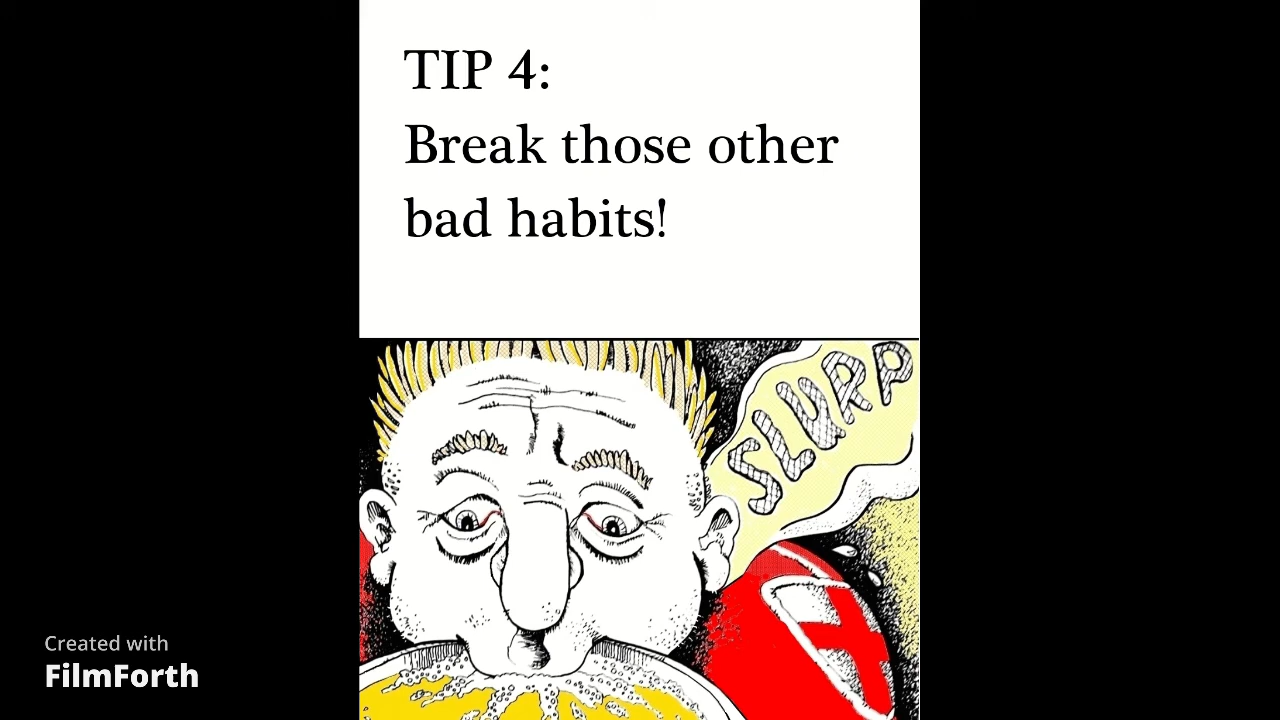 TIP 4:
Break those other
bad habits!
SLURP
Created with
FilmForth